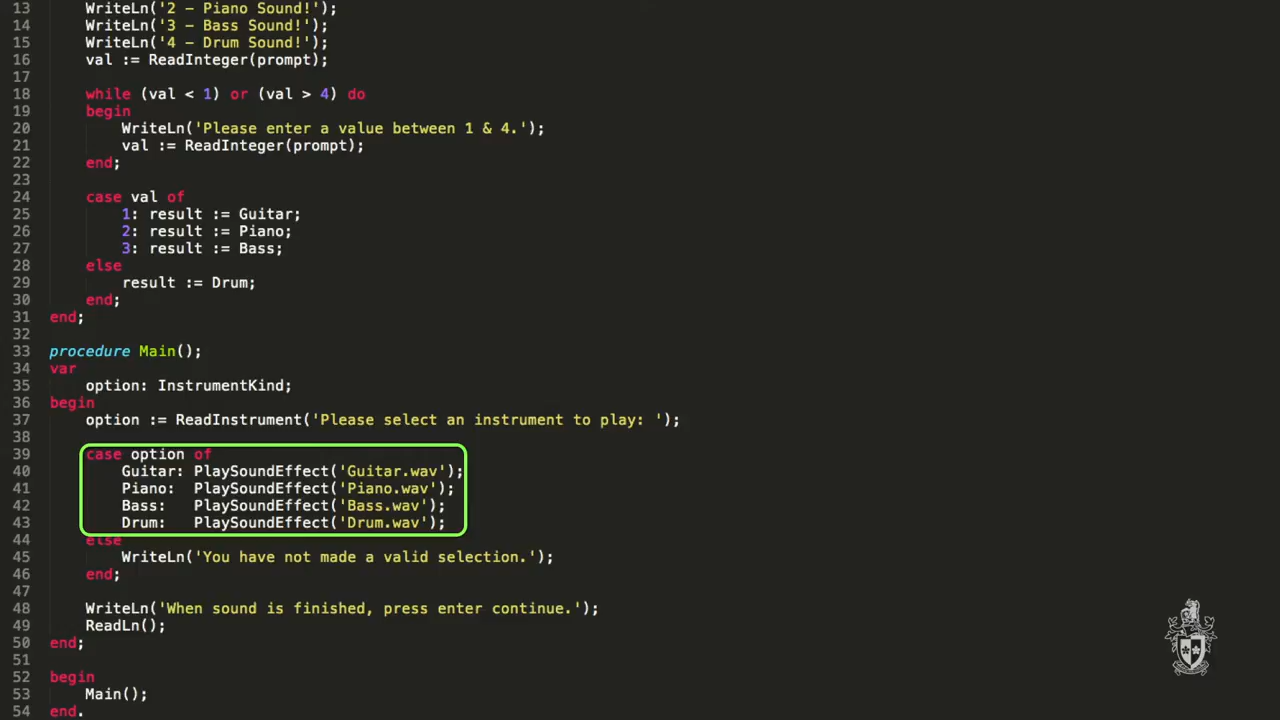 13 WriteLn('2 – Piano Sound!');
14 WriteLn('3 – Bass Sound!');
15 WriteLn('4 – Drum Sound!');
16 val := ReadInteger(prompt);
17
18 while (val < 1) or (val > 4) do
19 begin
20 WriteLn('Please enter a value between 1 & 4.');
21 val := ReadInteger(prompt);
22 end;
23
24 case val of
25 1: result := Guitar;
26 2: result := Piano;
27 3: result := Bass;
28 else
29 result := Drum;
30 end;
31 end;
32
33 procedure Main();
34 var
35 option: InstrumentKind;
36 begin
37 option := ReadInstrument('Please select an instrument to play: ');
38
39 case option of
40 Guitar: PlaySoundEffect('Guitar.wav');
41 Piano: PlaySoundEffect('Piano.wav');
42 Bass: PlaySoundEffect('Bass.wav');
43 Drum: PlaySoundEffect('Drum.wav');
44 else
45 WriteLn('You have not made a valid selection.');
46 end;
47
48 WriteLn('When sound is finished, press enter continue.');
49 ReadLn();
50 end;
51
52 begin
53 Main();
54 end.